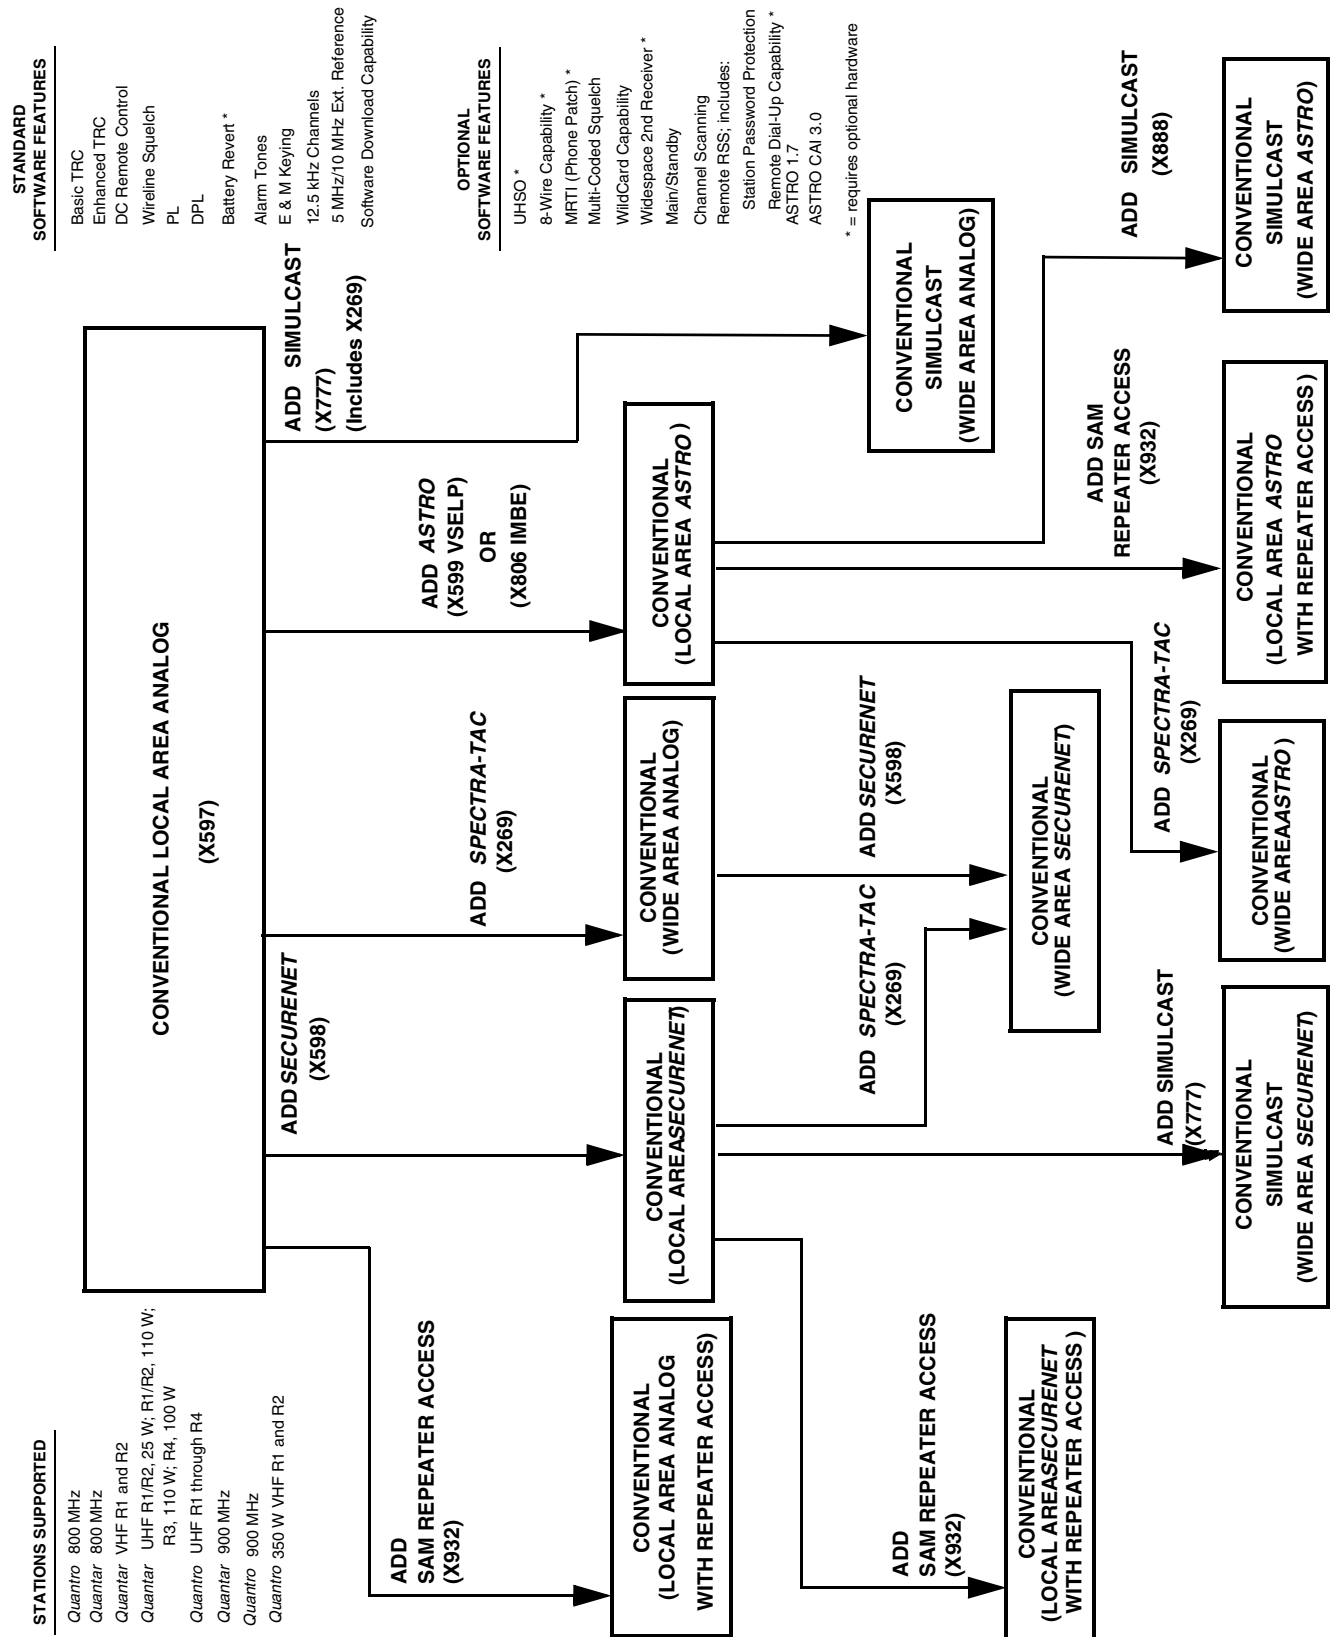 STATIONS SUPPORTED
Quantro 800 MHz
Quantar 800 MHz
Quantar VHF R1 and R2
Quantar UHF R1/R2, 25 W; R1/R2, 110 W;
R3, 110 W; R4, 100 W
Quantro UHF R1 through R4
Quantar 900 MHz
Quantro 900 MHz
Quantro 350 W VHF R1 and R2
CONVENTIONAL LOCAL AREA ANALOG
(X597)
STANDARD
SOFTWARE FEATURES
Basic TRC
Enhanced TRC
DC Remote Control
Wireline Squelch
PL
DPL
Battery Revert *
Alarm Tones
E & M Keying
12.5 kHz Channels
5 MHz/10 MHz Ext. Reference
Software Download Capability
OPTIONAL
SOFTWARE FEATURES
UHSO *
8-Wire Capability *
MRTI (Phone Patch) *
Multi-Coded Squelch
WildCard Capability
Widespace 2nd Receiver *
Main/Standby
Channel Scanning
Remote RSS; includes:
Station Password Protection
Remote Dial-Up Capability *
ASTRO 1.7
ASTRO CAI 3.0
* = requires optional hardware
ADD
SAM REPEATER ACCESS
(X932)
ADD SECURENET
(X598)
ADD SPECTRA-TAC
(X269)
ADD ASTRO
(X599 VSELP)
OR
(X806 IMBE)
ADD SIMULCAST
(X777)
(Includes X269)
CONVENTIONAL
(LOCAL AREA ANALOG
WITH REPEATER ACCESS)
CONVENTIONAL
(LOCAL AREASECURENET)
CONVENTIONAL
(WIDE AREA ANALOG)
CONVENTIONAL
(LOCAL AREA ASTRO)
CONVENTIONAL
SIMULCAST
(WIDE AREA ANALOG)
ADD
SAM REPEATER ACCESS
(X932)
ADD SPECTRA-TAC
(X269)
ADD SECURENET
(X598)
CONVENTIONAL
(LOCAL AREASECURENET
WITH REPEATER ACCESS)
CONVENTIONAL
(WIDE AREA SECURENET)
ADD SIMULCAST
(X777)
ADD SPECTRA-TAC
(X269)
ADD SAM
REPEATER ACCESS
(X932)
ADD SIMULCAST
(X888)
CONVENTIONAL
SIMULCAST
(WIDE AREA SECURENET)
CONVENTIONAL
(WIDE AREAASTRO)
CONVENTIONAL
(LOCAL AREA ASTRO
WITH REPEATER ACCESS)
CONVENTIONAL
SIMULCAST
(WIDE AREA ASTRO)